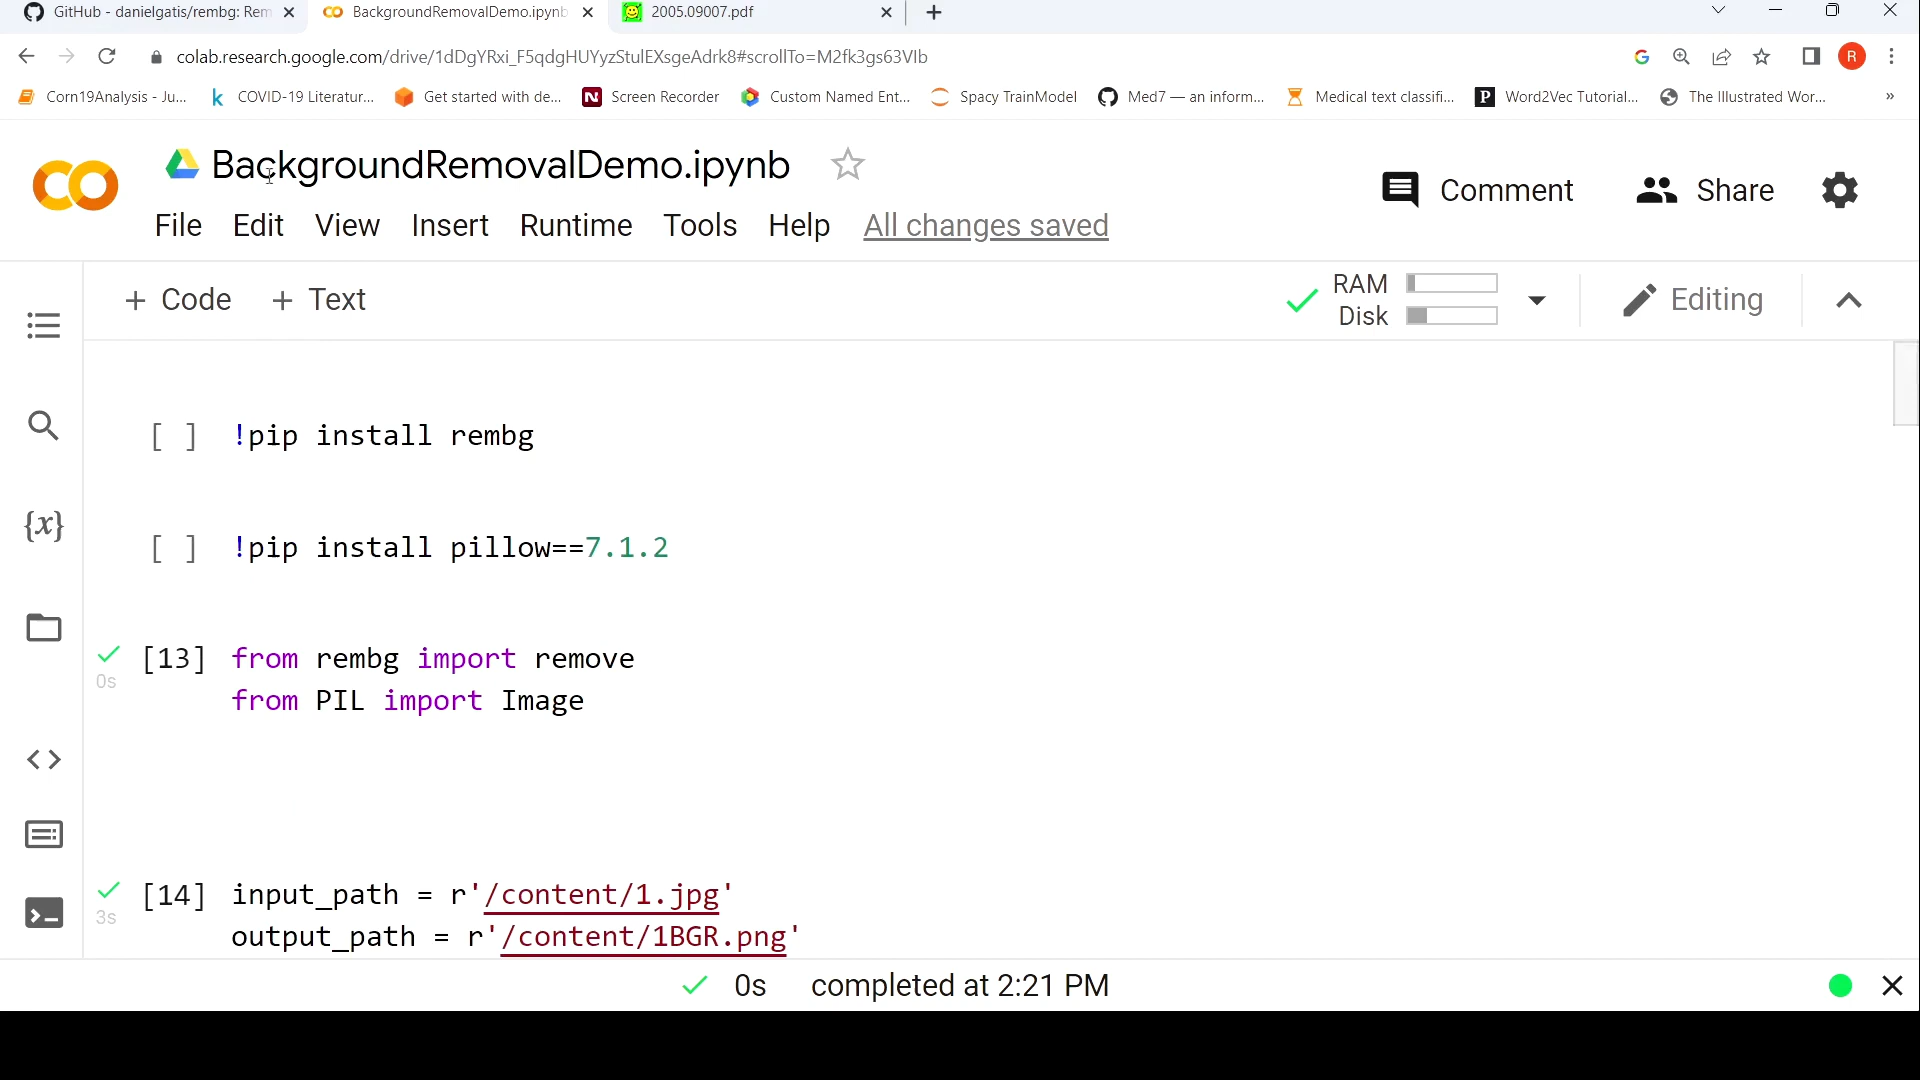 GitHub - danielgatis/rembg: Rem
BackgroundRemovalDemo.ipynb
2005.09007.pdf
colab.research.google.com/drive/1dDgYRxi_F5qdgHUYyzStulEXsgeAdrk8#scrollTo=M2fk3gs63VIb
R
Corn19Analysis - Ju...
k COVID-19 Literatur...
Get started with de...
N Screen Recorder
Custom Named Ent...
Spacy TrainModel
Med7 — an inform...
Medical text classifi...
P Word2Vec Tutorial...
The Illustrated Wor...
»
BackgroundRemovalDemo.ipynb
Comment
Share
File Edit View Insert Runtime Tools Help All changes saved
+ Code + Text
RAM
Disk
Editing
[ ] !pip install rembg
{x}
[ ] !pip install pillow==7.1.2
[13] from rembg import remove
0s
from PIL import Image
[14] input_path = r'/content/1.jpg'
3s
output_path = r'/content/1BGR.png'
0s completed at 2:21 PM